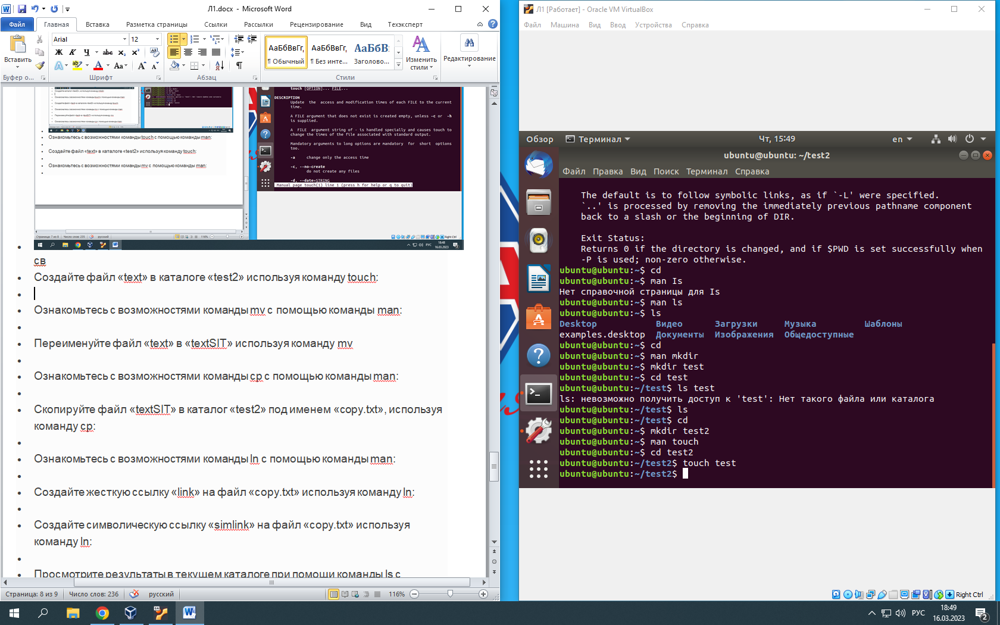 Л1.docx - Microsoft Word
Файл Главная Вставка Разметка страницы Ссылки Рассылки Рецензирование Вид Техэксперт
Вставить
Arial 12
Ж К Ч abc x₂ x²
Aa
АаБбВвГг, АаБбВвГг, АаБбВ
¶ Обычный ¶ Без инте... Заголово...
Изменить стили
Редактирование
Буфер о... Шрифт Абзац Стили
Ознакомьтесь с возможностями команды touch с помощью команды man:
Создайте файл «text» в каталоге «test2» используя команду touch:
Ознакомьтесь с возможностями команды mv с помощью команды man:
touch [OPTION]... FILE...
DESCRIPTION
Update the access and modification times of each FILE to the current
time.
A FILE argument that does not exist is created empty, unless -c or -h
is supplied.
A FILE argument string of - is handled specially and causes touch to
change the times of the file associated with standard output.
Mandatory arguments to long options are mandatory for short options
too.
-a change only the access time
-c, --no-create
do not create any files
-d, --date=STRING
Manual page touch(1) line 1 (press h for help or q to quit)
св
Создайте файл «text» в каталоге «test2» используя команду touch:
Ознакомьтесь с возможностями команды mv с помощью команды man:
Переименуйте файл «text» в «textSIT» используя команду mv
Ознакомьтесь с возможностями команды cp с помощью команды man:
Скопируйте файл «textSIT» в каталог «test2» под именем «copy.txt», используя
команду cp:
Ознакомьтесь с возможностями команды ln с помощью команды man:
Создайте жесткую ссылку «link» на файл «copy.txt» используя команду ln:
Создайте символическую ссылку «simlink» на файл «copy.txt» используя
команду ln:
Просмотрите результаты в текущем каталоге при помощи команды ls с
Страница: 8 из 9 Число слов: 236 русский 116%
Л1 [Работает] - Oracle VM VirtualBox
Файл Машина Вид Ввод Устройства Справка
Обзор Терминал Чт, 15:49 en
ubuntu@ubuntu: ~/test2
Файл Правка Вид Поиск Терминал Справка
The default is to follow symbolic links, as if `-L' were specified.
`..' is processed by removing the immediately previous pathname component
back to a slash or the beginning of DIR.
Exit Status:
Returns 0 if the directory is changed, and if $PWD is set successfully when
-P is used; non-zero otherwise.
ubuntu@ubuntu:~$ cd
ubuntu@ubuntu:~$ man Is
Нет справочной страницы для Is
ubuntu@ubuntu:~$ man ls
ubuntu@ubuntu:~$ ls
Desktop Видео Загрузки Музыка Шаблоны
examples.desktop Документы Изображения Общедоступные
ubuntu@ubuntu:~$ cd
ubuntu@ubuntu:~$ man mkdir
ubuntu@ubuntu:~$ mkdir test
ubuntu@ubuntu:~$ cd test
ubuntu@ubuntu:~/test$ ls test
ls: невозможно получить доступ к 'test': Нет такого файла или каталога
ubuntu@ubuntu:~/test$ ls
ubuntu@ubuntu:~/test$ cd
ubuntu@ubuntu:~$ mkdir test2
ubuntu@ubuntu:~$ man touch
ubuntu@ubuntu:~$ cd test2
ubuntu@ubuntu:~/test2$ touch test
ubuntu@ubuntu:~/test2$
Right Ctrl
РУС 18:49
16.03.2023
2